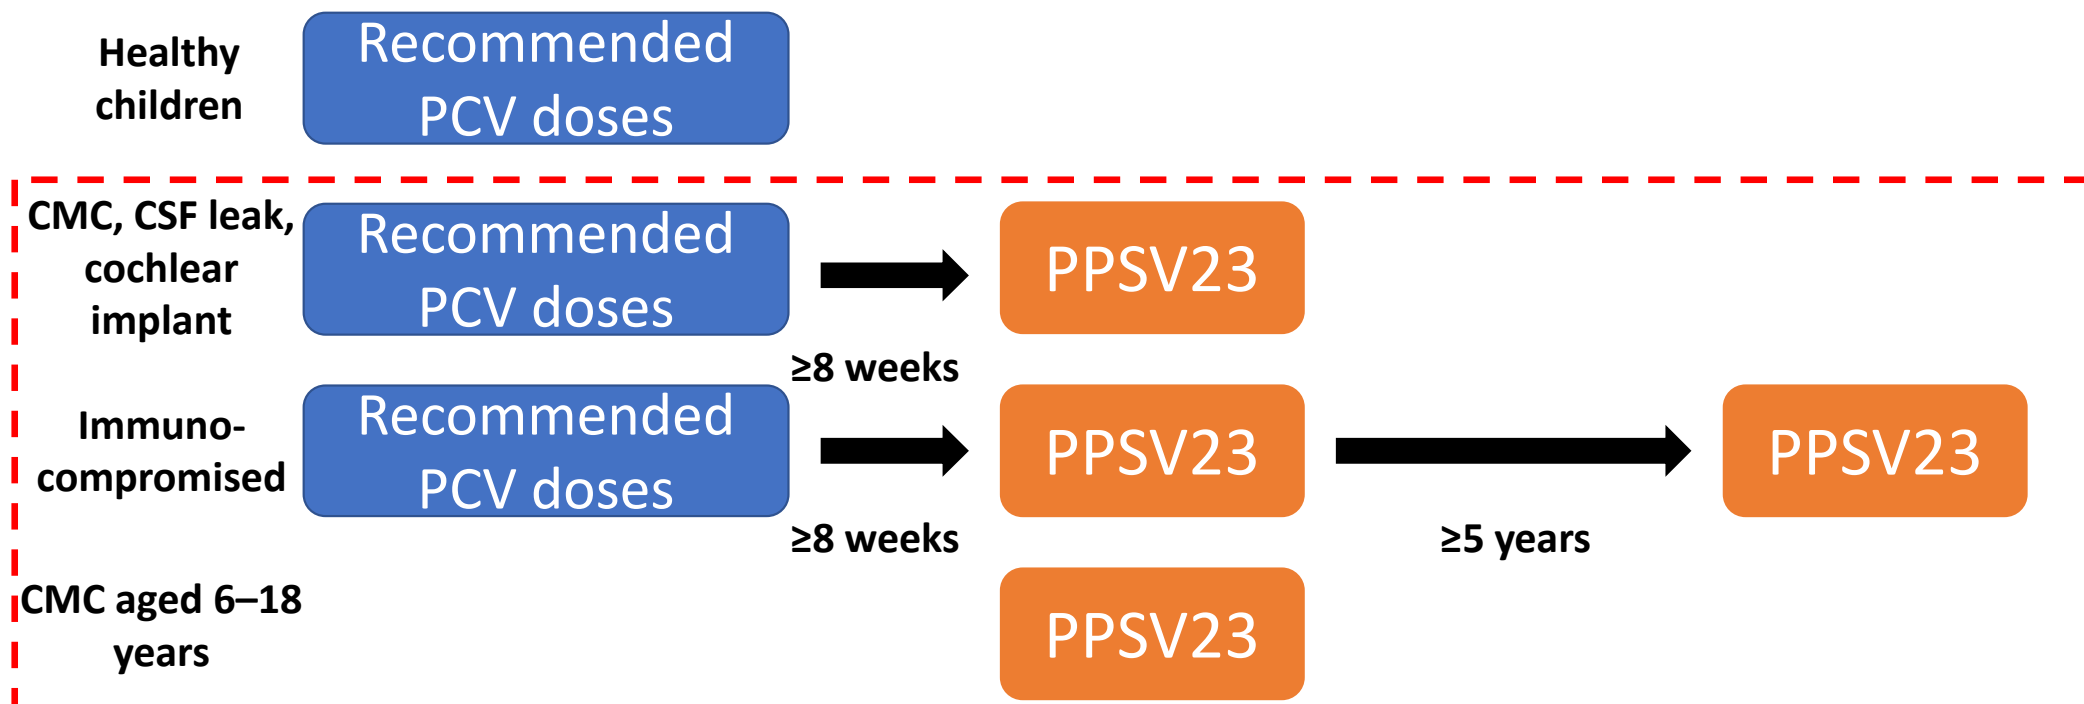 Healthy
children
Recommended
PCV doses
CMC, CSF leak,
cochlear
implant
Recommended
PCV doses
≥8 weeks
PPSV23
Immuno-
compromised
Recommended
PCV doses
≥8 weeks
PPSV23
≥5 years
PPSV23
CMC aged 6–18
years
PPSV23